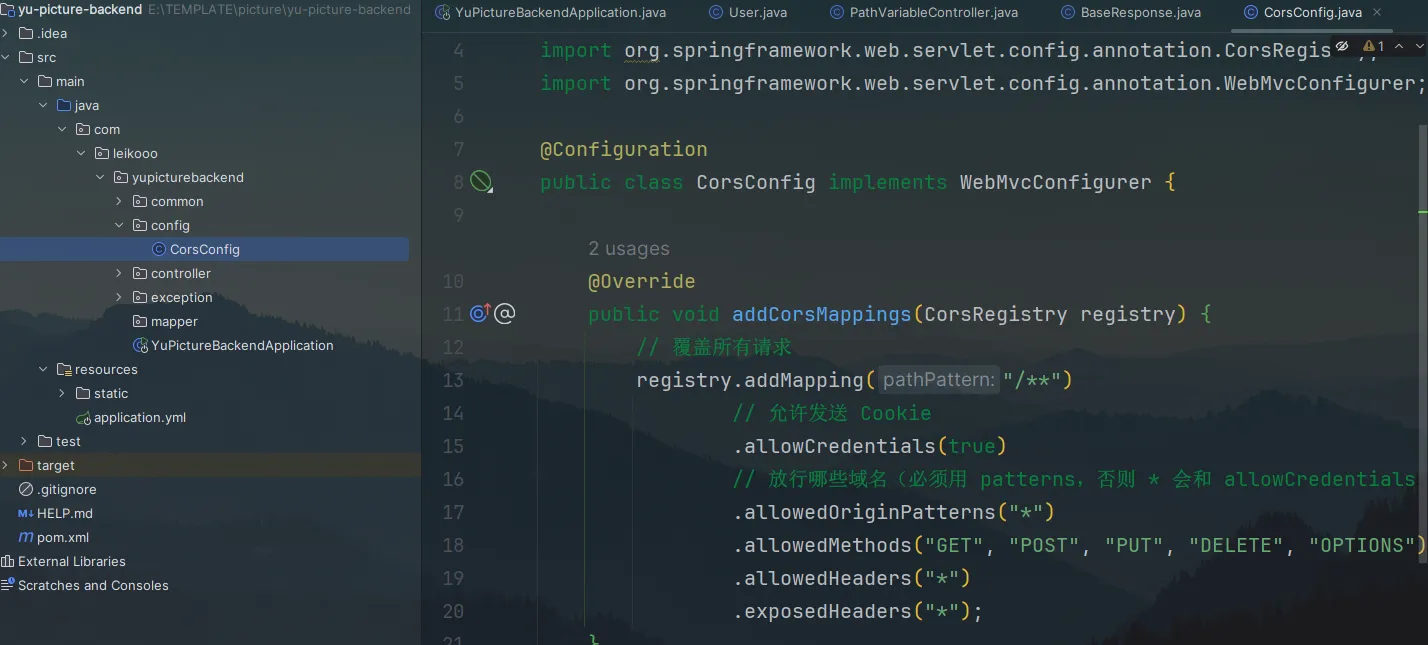 yu-picture-backend E:\TEMPLATE\picture\yu-picture-backend
.idea
src
main
java
com
leikooo
yupicturebackend
common
config
CorsConfig
controller
exception
mapper
YuPictureBackendApplication
resources
static
application.yml
test
target
.gitignore
M↓ HELP.md
m pom.xml
External Libraries
Scratches and Consoles
YuPictureBackendApplication.java User.java PathVariableController.java BaseResponse.java CorsConfig.java
1
4 import org.springframework.web.servlet.config.annotation.CorsRegis
5 import org.springframework.web.servlet.config.annotation.WebMvcConfigurer;
6
7 @Configuration
8 public class CorsConfig implements WebMvcConfigurer {
9
2 usages
10 @Override
11 public void addCorsMappings(CorsRegistry registry) {
12 // 覆盖所有请求
13 registry.addMapping( pathPattern: "/**")
14 // 允许发送 Cookie
15 .allowCredentials(true)
16 // 放行哪些域名（必须用 patterns，否则 * 会和 allowCredentials
17 .allowedOriginPatterns("*")
18 .allowedMethods("GET", "POST", "PUT", "DELETE", "OPTIONS")
19 .allowedHeaders("*")
20 .exposedHeaders("*");
21 }